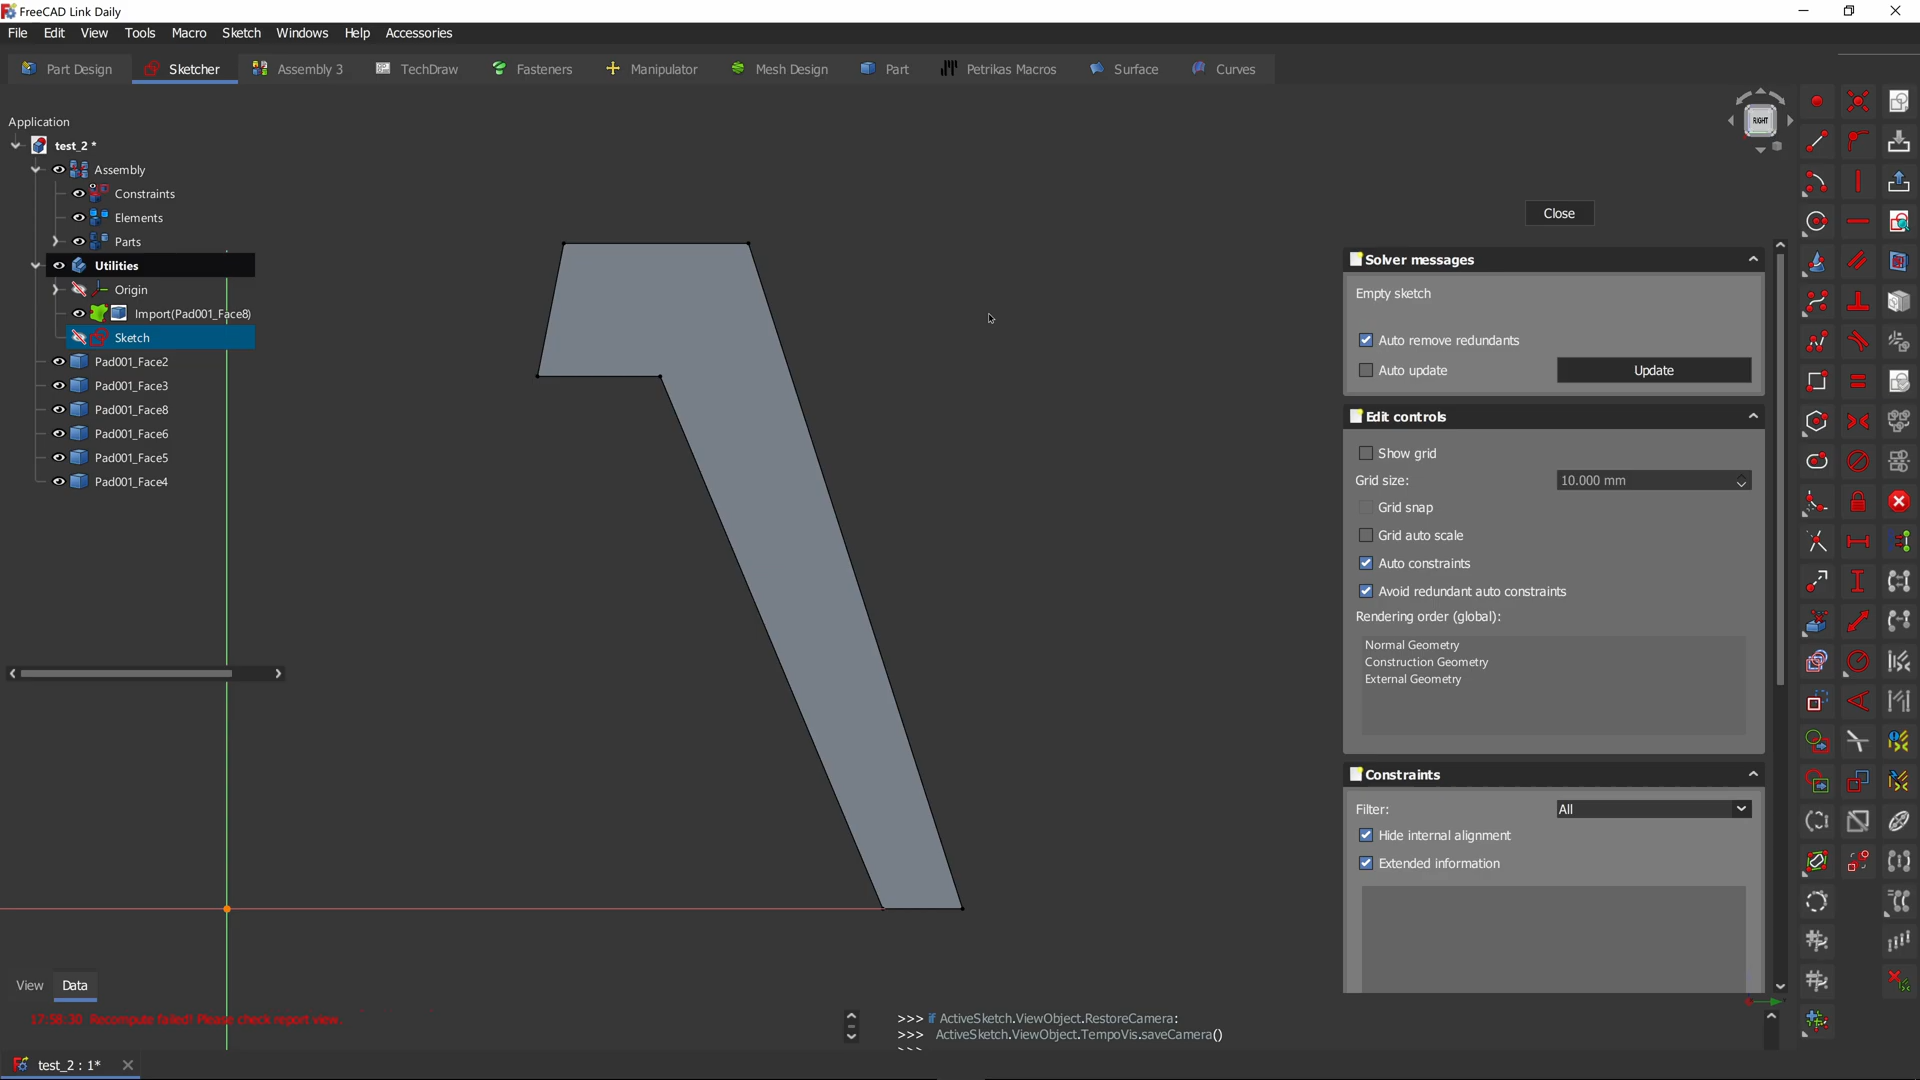 FreeCAD Link Daily
File Edit View Tools Macro Sketch Windows Help Accessories
Part Design Sketcher Assembly 3 TechDraw Fasteners Manipulator Mesh Design Part Petrikas Macros Surface Curves
Application
test_2 *
Assembly
Constraints
Elements
Parts
Utilities
Origin
Import(Pad001_Face8)
Sketch
Pad001_Face2
Pad001_Face3
Pad001_Face8
Pad001_Face6
Pad001_Face5
Pad001_Face4
RIGHT
Close
Solver messages
Empty sketch
Auto remove redundants
Auto update Update
Edit controls
Show grid
Grid size: 10.000 mm
Grid snap
Grid auto scale
Auto constraints
Avoid redundant auto constraints
Rendering order (global):
Normal Geometry
Construction Geometry
External Geometry
Constraints
Filter: All
Hide internal alignment
Extended information
View Data
17:58:30 Recompute failed! Please check report view.
>>> if ActiveSketch.ViewObject.RestoreCamera:
>>> ActiveSketch.ViewObject.TempoVis.saveCamera()
>>>
test_2 : 1*